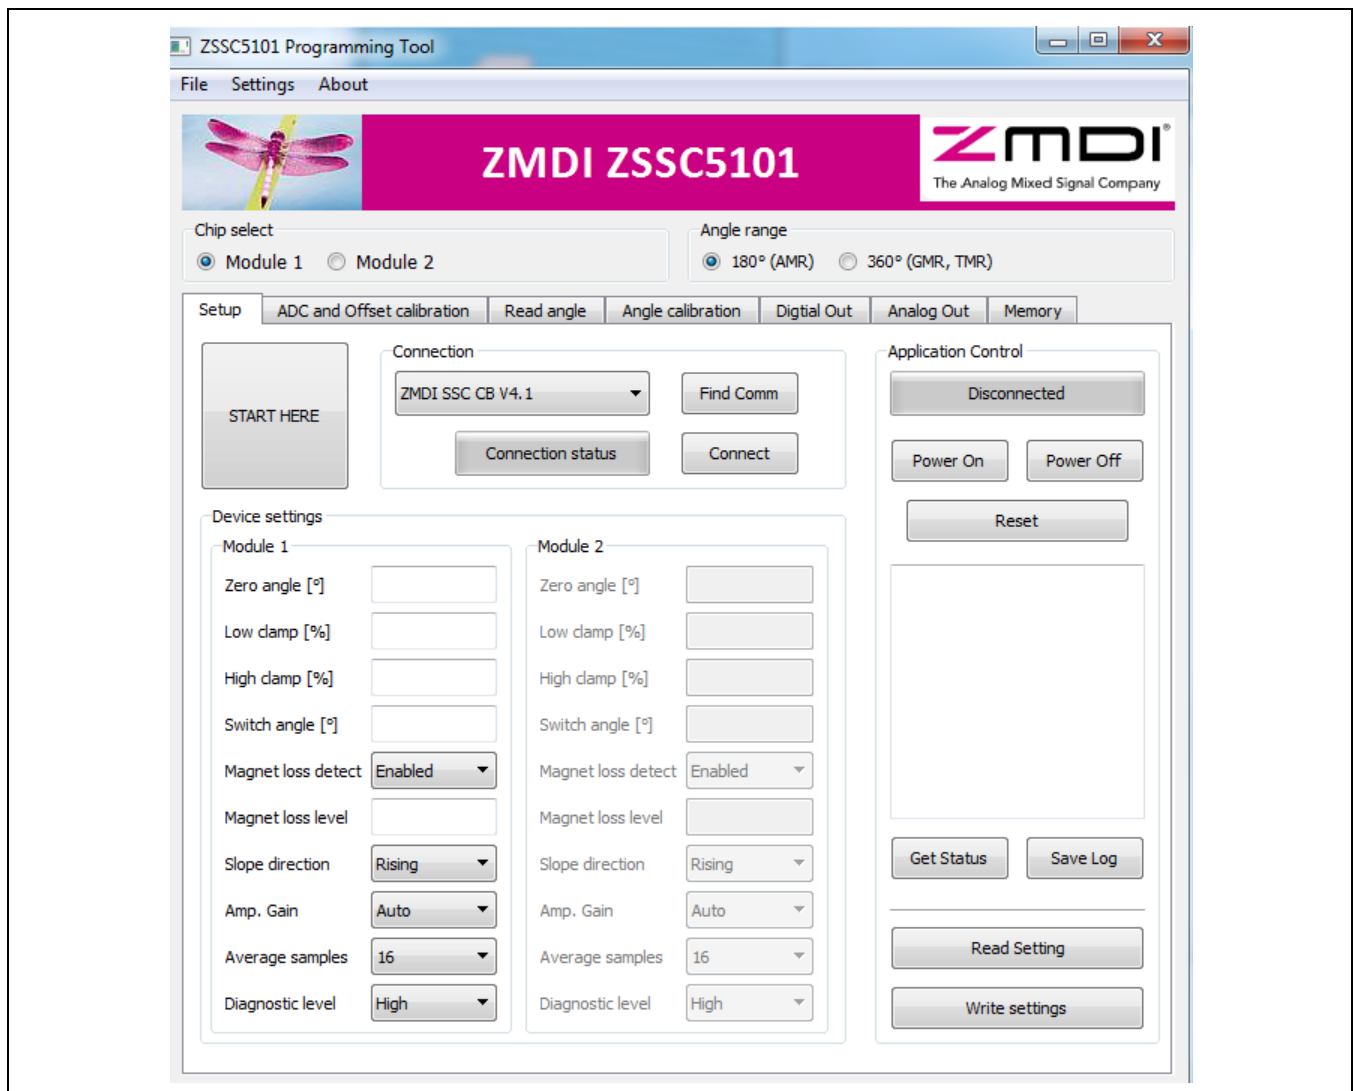 ZSSC5101 Programming Tool
File Settings About
ZMDI ZSSC5101
ZMDI®
The Analog Mixed Signal Company
Chip select
Module 1 Module 2
Angle range
180° (AMR) 360° (GMR, TMR)
Setup ADC and Offset calibration Read angle Angle calibration Digtial Out Analog Out Memory
START HERE
Connection
ZMDI SSC CB V4.1 Find Comm
Connection status Connect
Application Control
Disconnected
Power On Power Off
Reset
Device settings
Module 1
Zero angle [º]
Low clamp [%]
High clamp [%]
Switch angle [º]
Magnet loss detect Enabled
Magnet loss level
Slope direction Rising
Amp. Gain Auto
Average samples 16
Diagnostic level High
Module 2
Zero angle [º]
Low clamp [%]
High clamp [%]
Switch angle [º]
Magnet loss detect Enabled
Magnet loss level
Slope direction Rising
Amp. Gain Auto
Average samples 16
Diagnostic level High
Get Status Save Log
Read Setting
Write settings